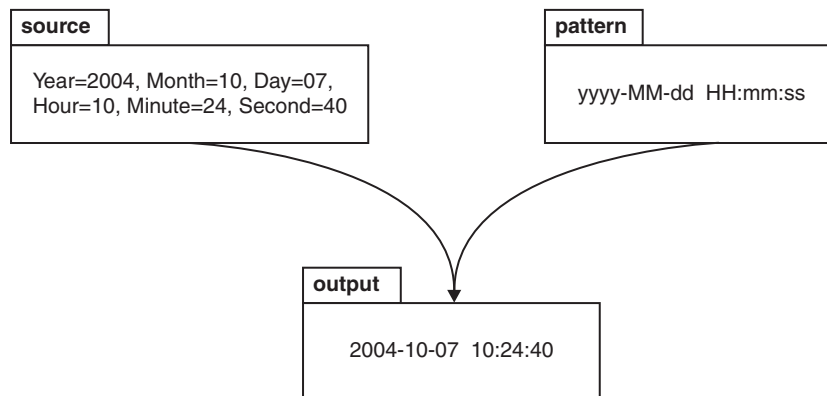 source
Year=2004, Month=10, Day=07,
Hour=10, Minute=24, Second=40
pattern
yyyy-MM-dd HH:mm:ss
output
2004-10-07 10:24:40